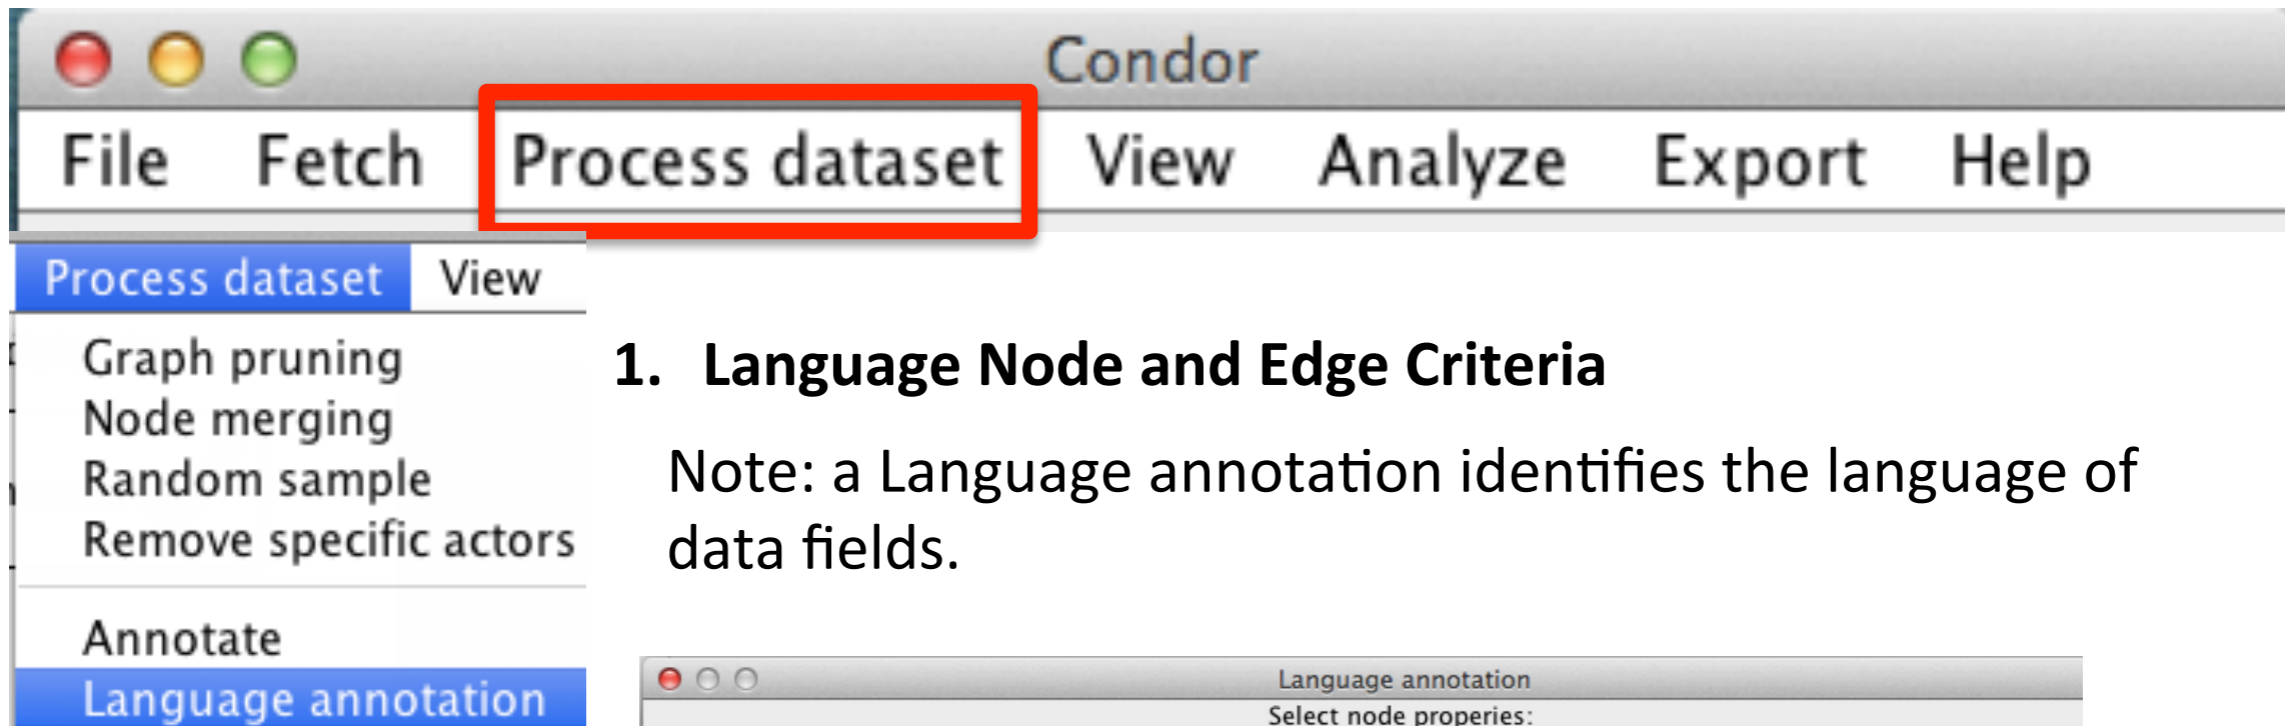 Condor
File Fetch Process dataset View Analyze Export Help
Process dataset View
Graph pruning
Node merging
Random sample
Remove specific actors
Annotate
Language annotation
1. Language Node and Edge Criteria
Note: a Language annotation identifies the language of
data fields.
Language annotation
Select node properies: